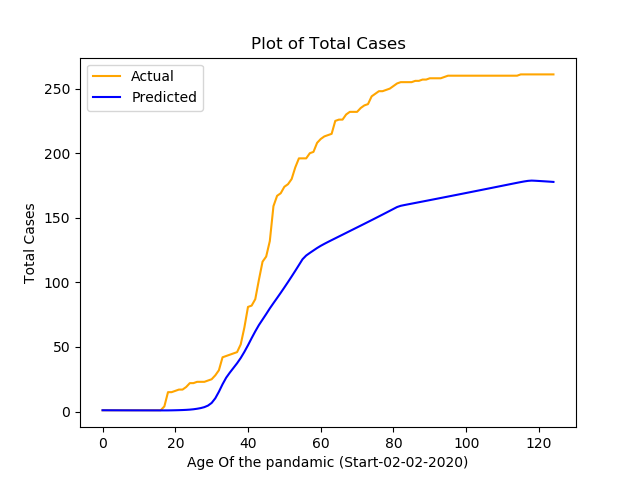 Plot of Total Cases
Actual
Predicted
250
200
150
100
50
0
Total Cases
0 20 40 60 80 100 120
Age Of the pandamic (Start-02-02-2020)